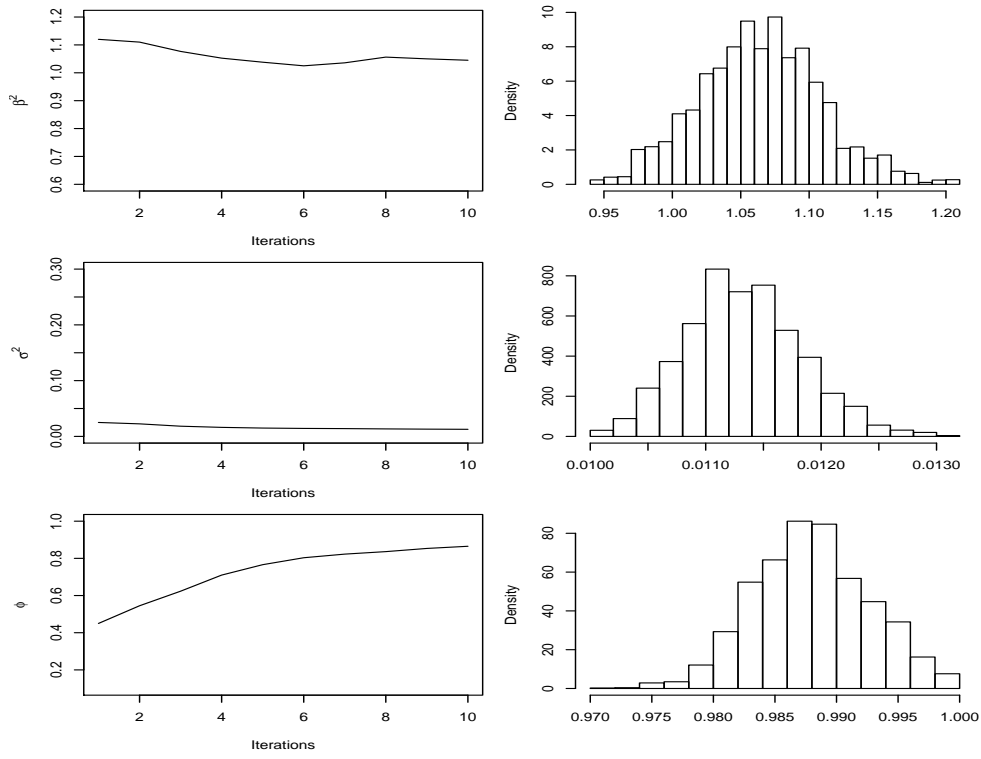 β²
0.6 0.7 0.8 0.9 1.0 1.1 1.2
2 4 6 8 10
Iterations
Density
0 2 4 6 8 10
0.95 1.00 1.05 1.10 1.15 1.20
σ²
0.00 0.10 0.20 0.30
2 4 6 8 10
Iterations
Density
0 200 400 600 800
0.0100 0.0110 0.0120 0.0130
ϕ
0.2 0.4 0.6 0.8 1.0
2 4 6 8 10
Iterations
Density
0 20 40 60 80
0.970 0.975 0.980 0.985 0.990 0.995 1.000